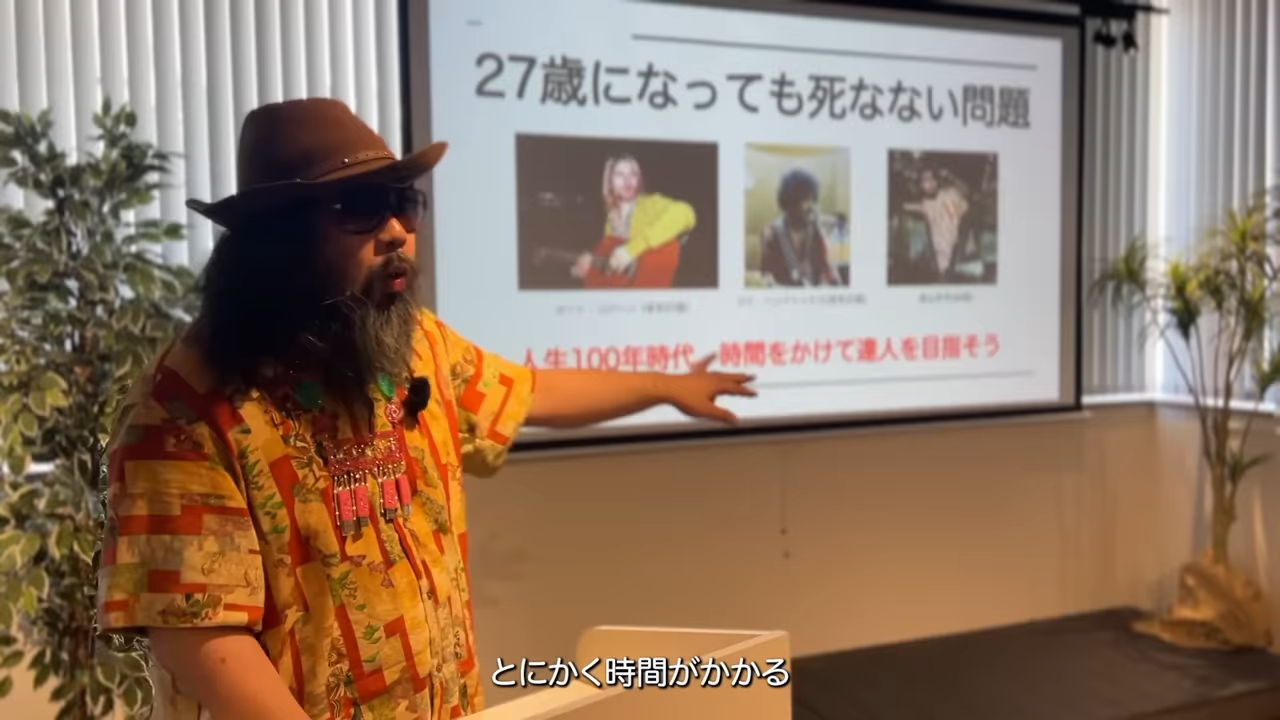 27歳になっても死なない問題
人生100年時代、時間をかけて達人を目指そう
とにかく時間がかかる